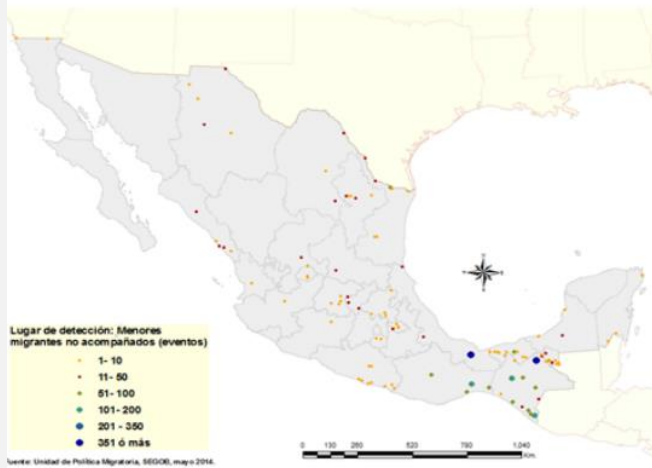 Lugar de detección: Menores
migrantes no acompañados (eventos)
1- 10
11- 50
51- 100
101- 200
201 - 350
351 ó más
Fuente: Unidad de Política Migratoria, SEGOB, mayo 2014.
0 130 260 520 780 1,040
Km.